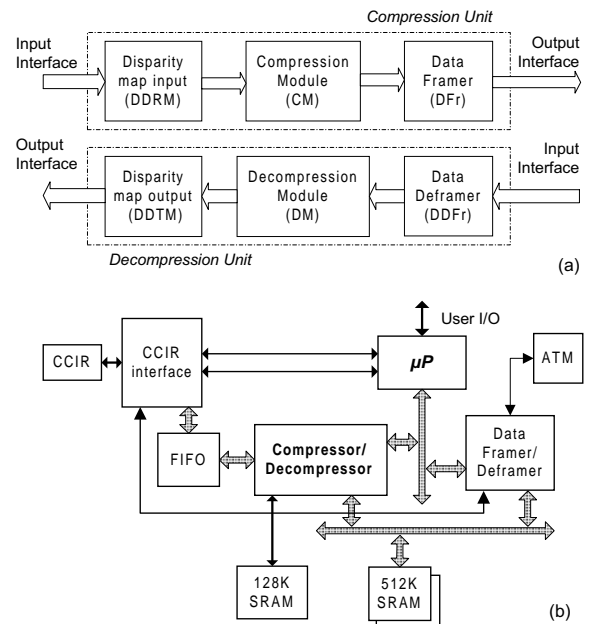 Compression Unit
Input
Interface
Disparity
map input
(DDRM)
Compression
Module
(CM)
Data
Framer
(DFr)
Output
Interface
Output
Interface
Disparity
map output
(DDTM)
Decompression
Module
(DM)
Data
Deframer
(DDFr)
Input
Interface
Decompression Unit
(a)
User I/O
CCIR
CCIR
interface
μP
ATM
FIFO
Compressor/
Decompressor
Data
Framer/
Deframer
128K
SRAM
512K
SRAM
(b)